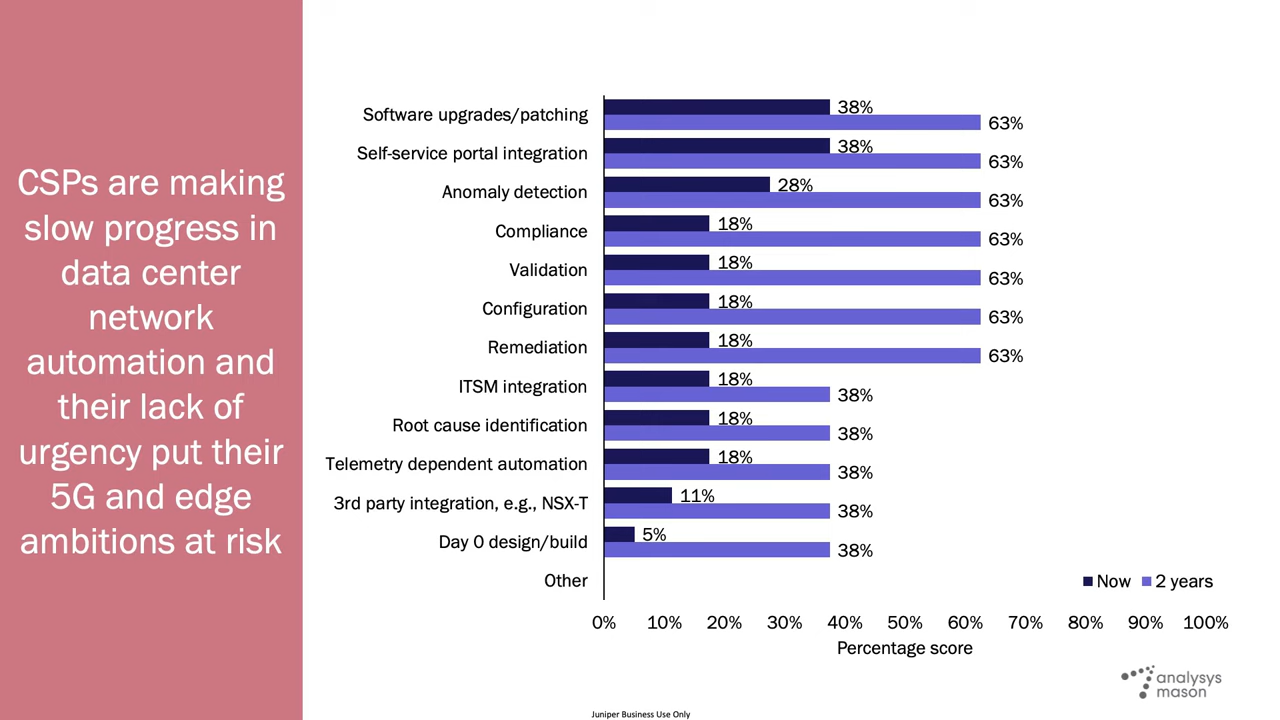 CSPs are making
slow progress in
data center
network
automation and
their lack of
urgency put their
5G and edge
ambitions at risk
Software upgrades/patching 38% 63%
Self-service portal integration 38% 63%
Anomaly detection 28% 63%
Compliance 18% 63%
Validation 18% 63%
Configuration 18% 63%
Remediation 18% 63%
ITSM integration 18% 38%
Root cause identification 18% 38%
Telemetry dependent automation 18% 38%
3rd party integration, e.g., NSX-T 11% 38%
Day 0 design/build 5% 38%
Other
Now 2 years
0% 10% 20% 30% 40% 50% 60% 70% 80% 90% 100%
Percentage score
analysys
mason
Juniper Business Use Only